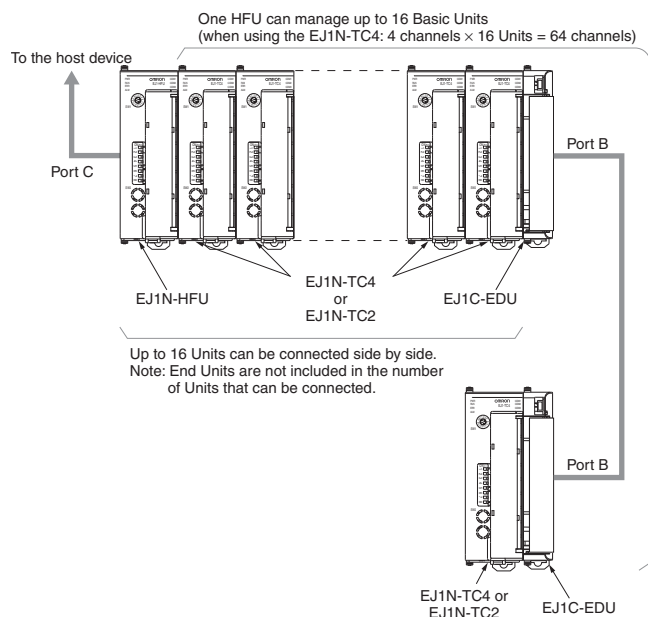 One HFU can manage up to 16 Basic Units
(when using the EJ1N-TC4: 4 channels × 16 Units = 64 channels)
To the host device
Port C
Port B
EJ1N-HFU
EJ1N-TC4
or
EJ1N-TC2
EJ1C-EDU
Up to 16 Units can be connected side by side.
Note: End Units are not included in the number
of Units that can be connected.
Port B
EJ1N-TC4 or
EJ1N-TC2
EJ1C-EDU